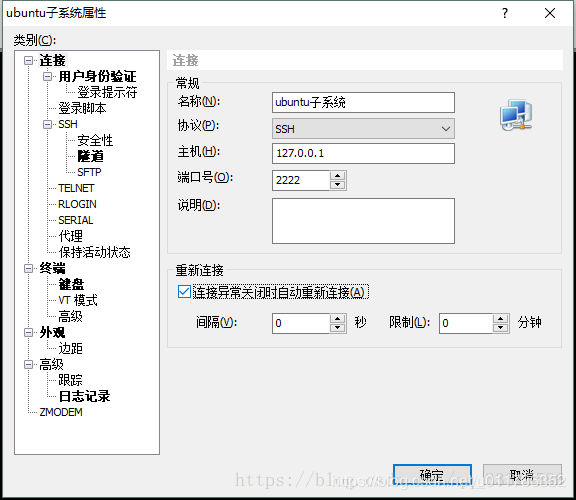 ubuntu子系统属性
类别(C):
连接
用户身份验证
登录提示符
登录脚本
SSH
安全性
隧道
SFTP
TELNET
RLOGIN
SERIAL
代理
保持活动状态
终端
键盘
VT 模式
高级
外观
边距
高级
跟踪
日志记录
ZMODEM
连接
常规
名称(N):
ubuntu子系统
协议(P):
SSH
主机(H):
127.0.0.1
端口号(O):
2222
说明(D):
重新连接
连接异常关闭时自动重新连接(A)
间隔(V): 0 秒 限制(L): 0 分钟
确定 取消